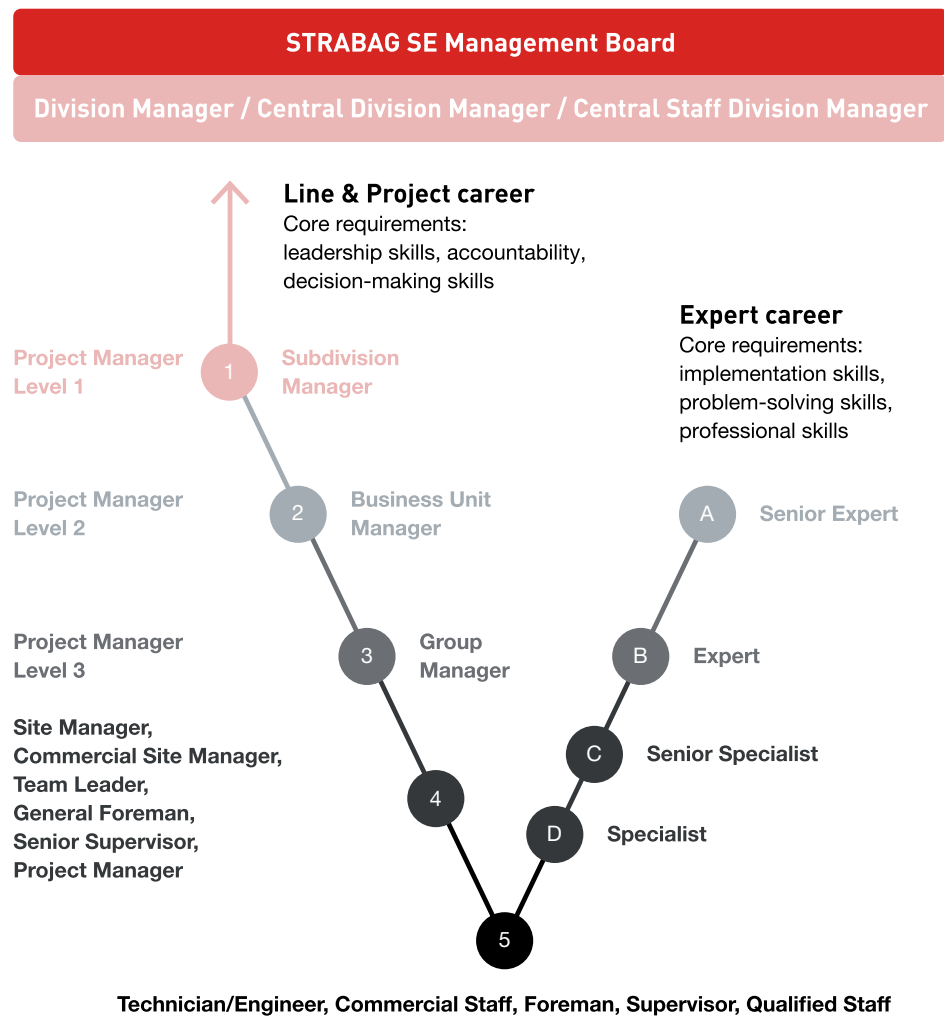 STRABAG SE Management Board
Division Manager / Central Division Manager / Central Staff Division Manager
Line & Project career
Core requirements:
leadership skills, accountability,
decision-making skills
Expert career
Core requirements:
implementation skills,
problem-solving skills,
professional skills
Project Manager
Level 1
1
Subdivision
Manager
Project Manager
Level 2
2
Business Unit
Manager
A
Senior Expert
Project Manager
Level 3
3
Group
Manager
B
Expert
Site Manager,
Commercial Site Manager,
Team Leader,
General Foreman,
Senior Supervisor,
Project Manager
4
C
Senior Specialist
D
Specialist
5
Technician/Engineer, Commercial Staff, Foreman, Supervisor, Qualified Staff